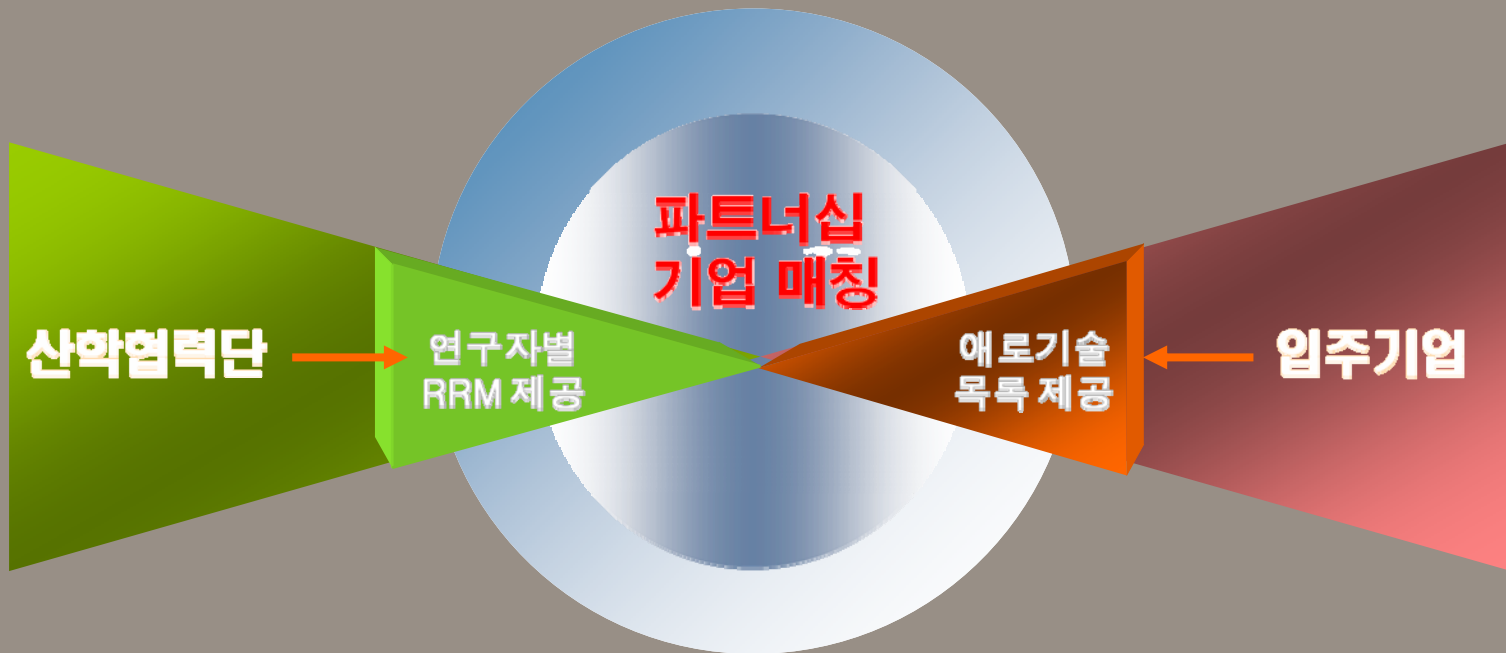 파트너십
기업 매칭
산학협력단
연구자별
RRM 제공
애로기술
목록 제공
입주기업